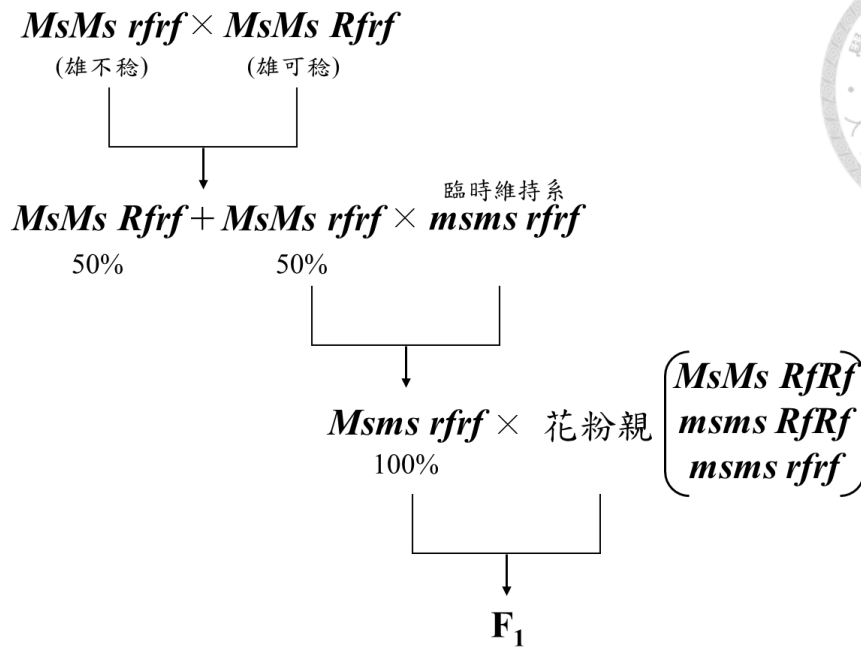 MsMs rfrf × MsMs Rfrf
(雄不稔) (雄可稔)
臨時維持系
MsMs Rfrf + MsMs rfrf × msms rfrf
50% 50%
Msms rfrf × 花粉親
100%
MsMs RfRf
msms RfRf
msms rfrf
F₁